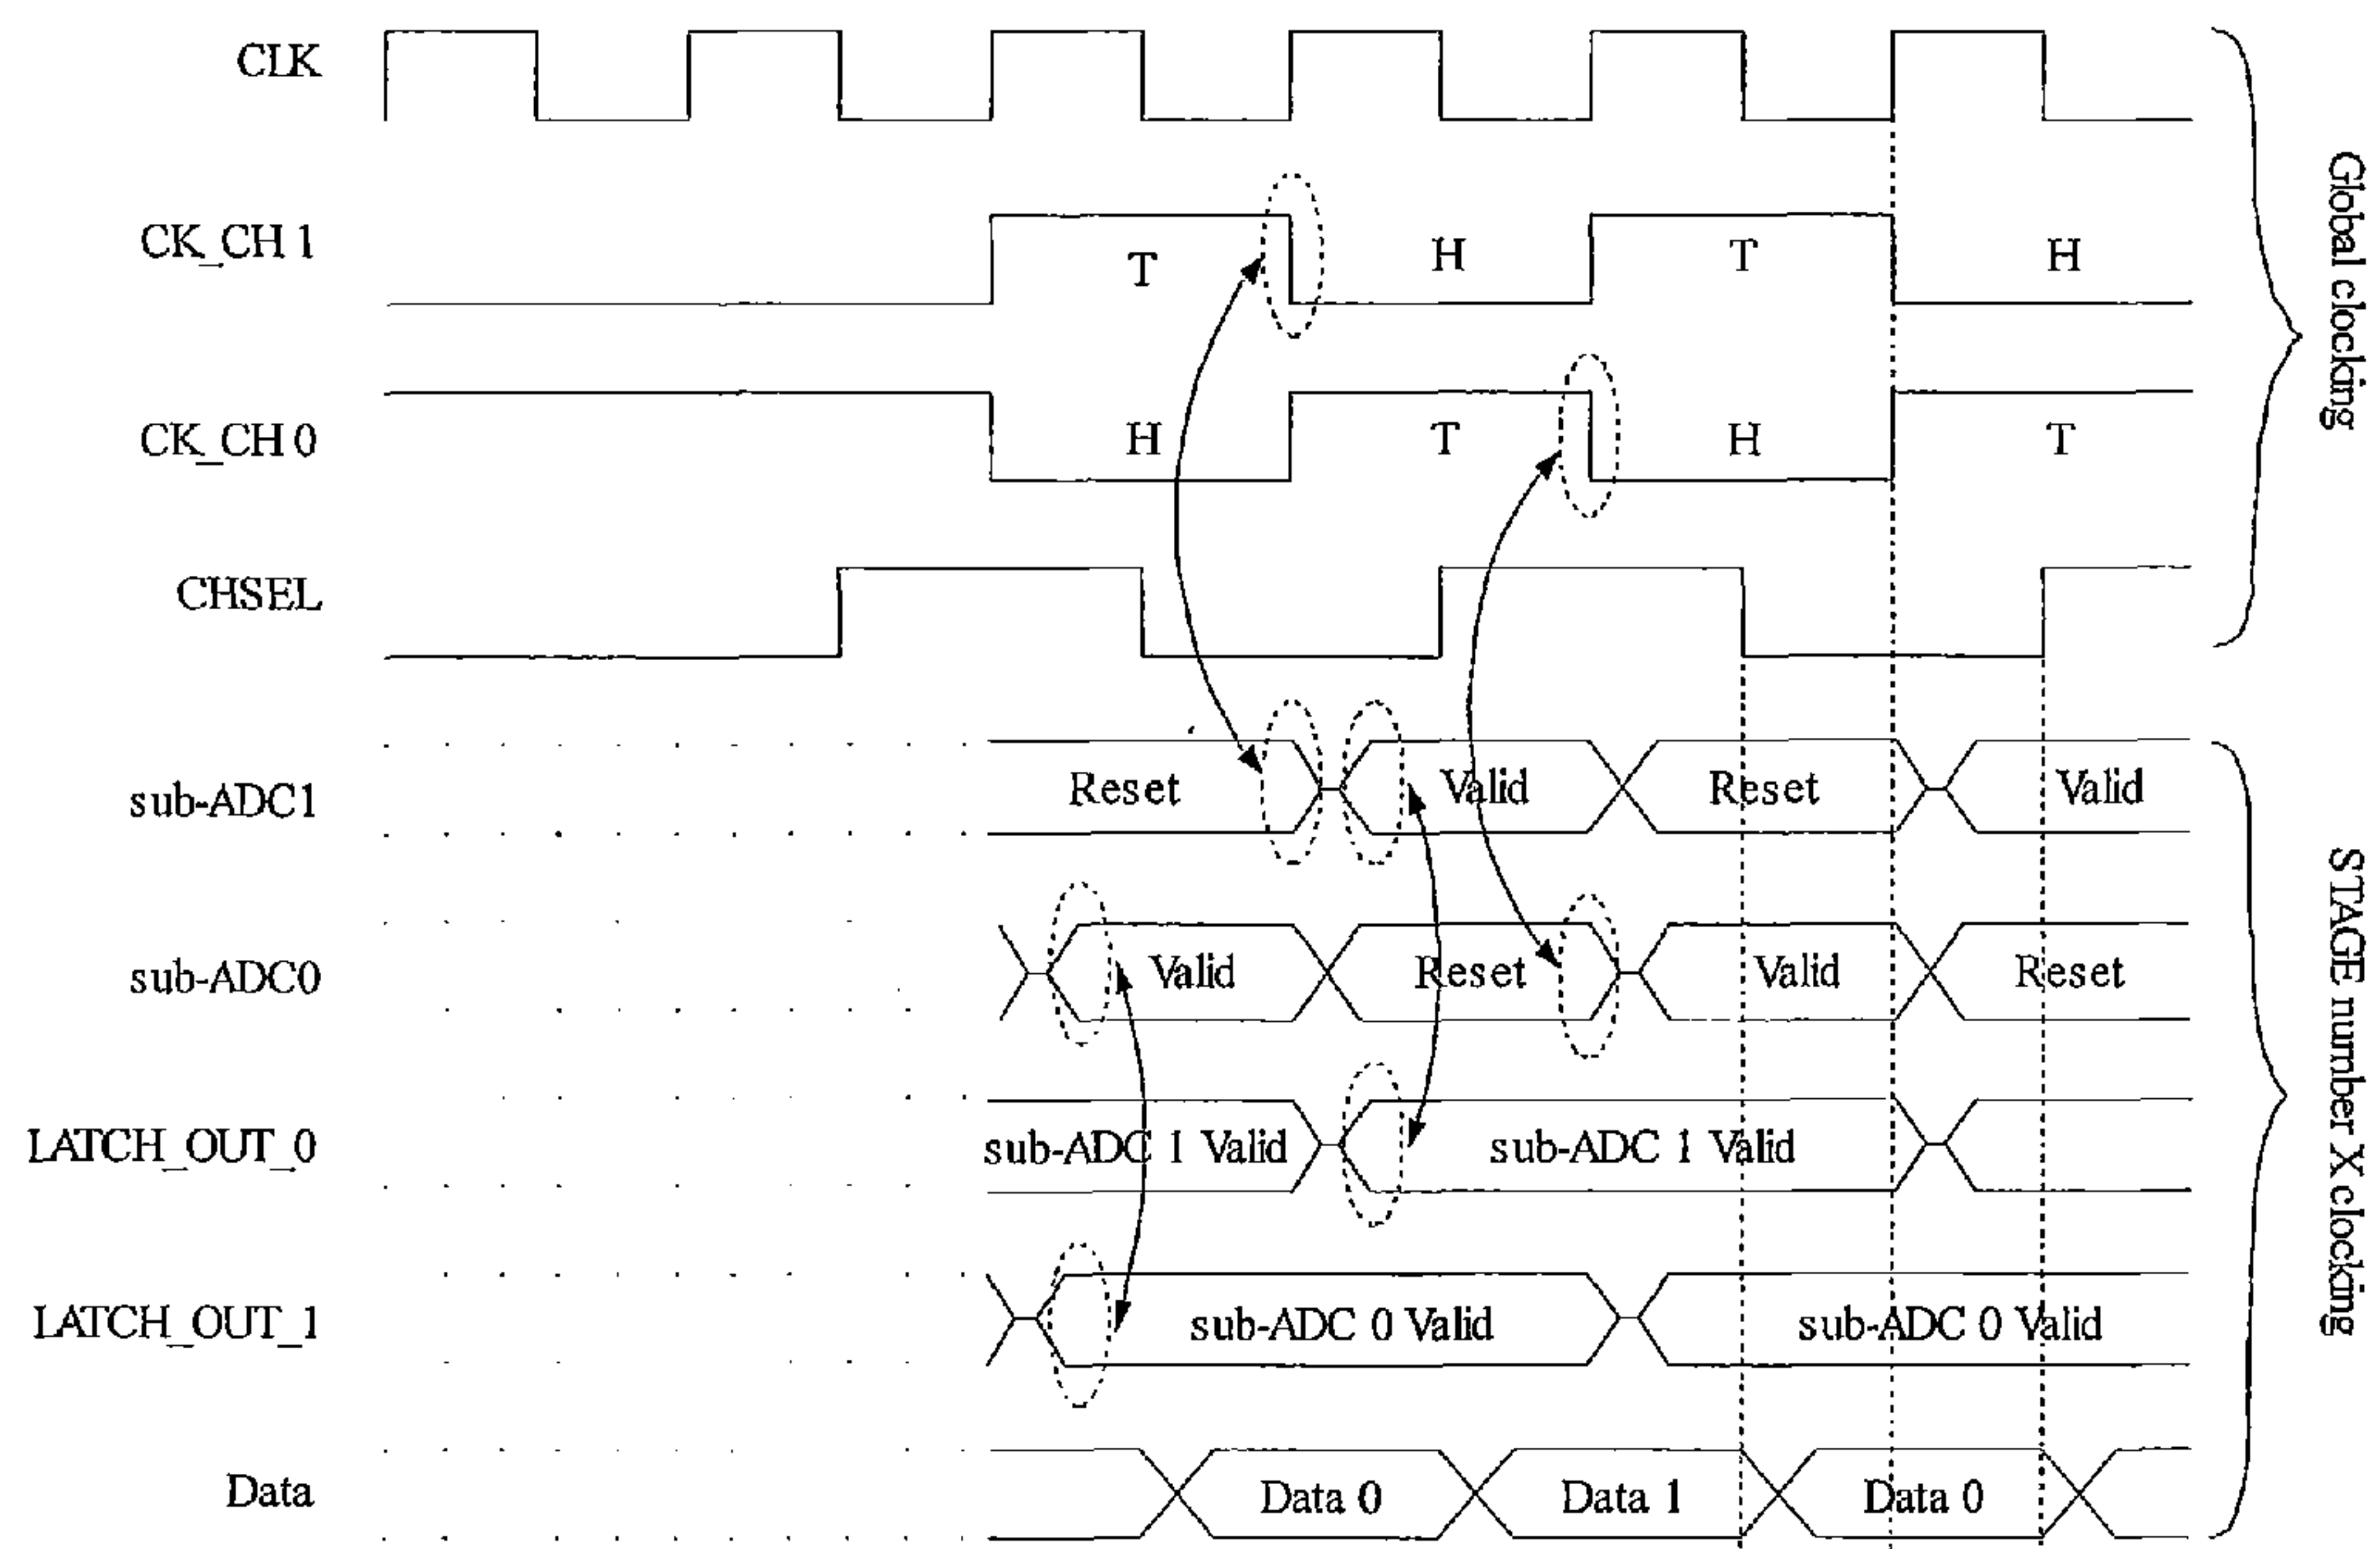 CLK
CK_CH 1
T
H
T
H
CK_CH 0
H
T
H
T
CHSEL
Global clocking
sub-ADC1
Reset
Valid
Reset
Valid
sub-ADC0
Valid
Reset
Valid
Reset
LATCH_OUT_0
sub-ADC 1 Valid
sub-ADC 1 Valid
LATCH_OUT_1
sub-ADC 0 Valid
sub-ADC 0 Valid
Data
Data 0
Data 1
Data 0
STAGE number X clocking